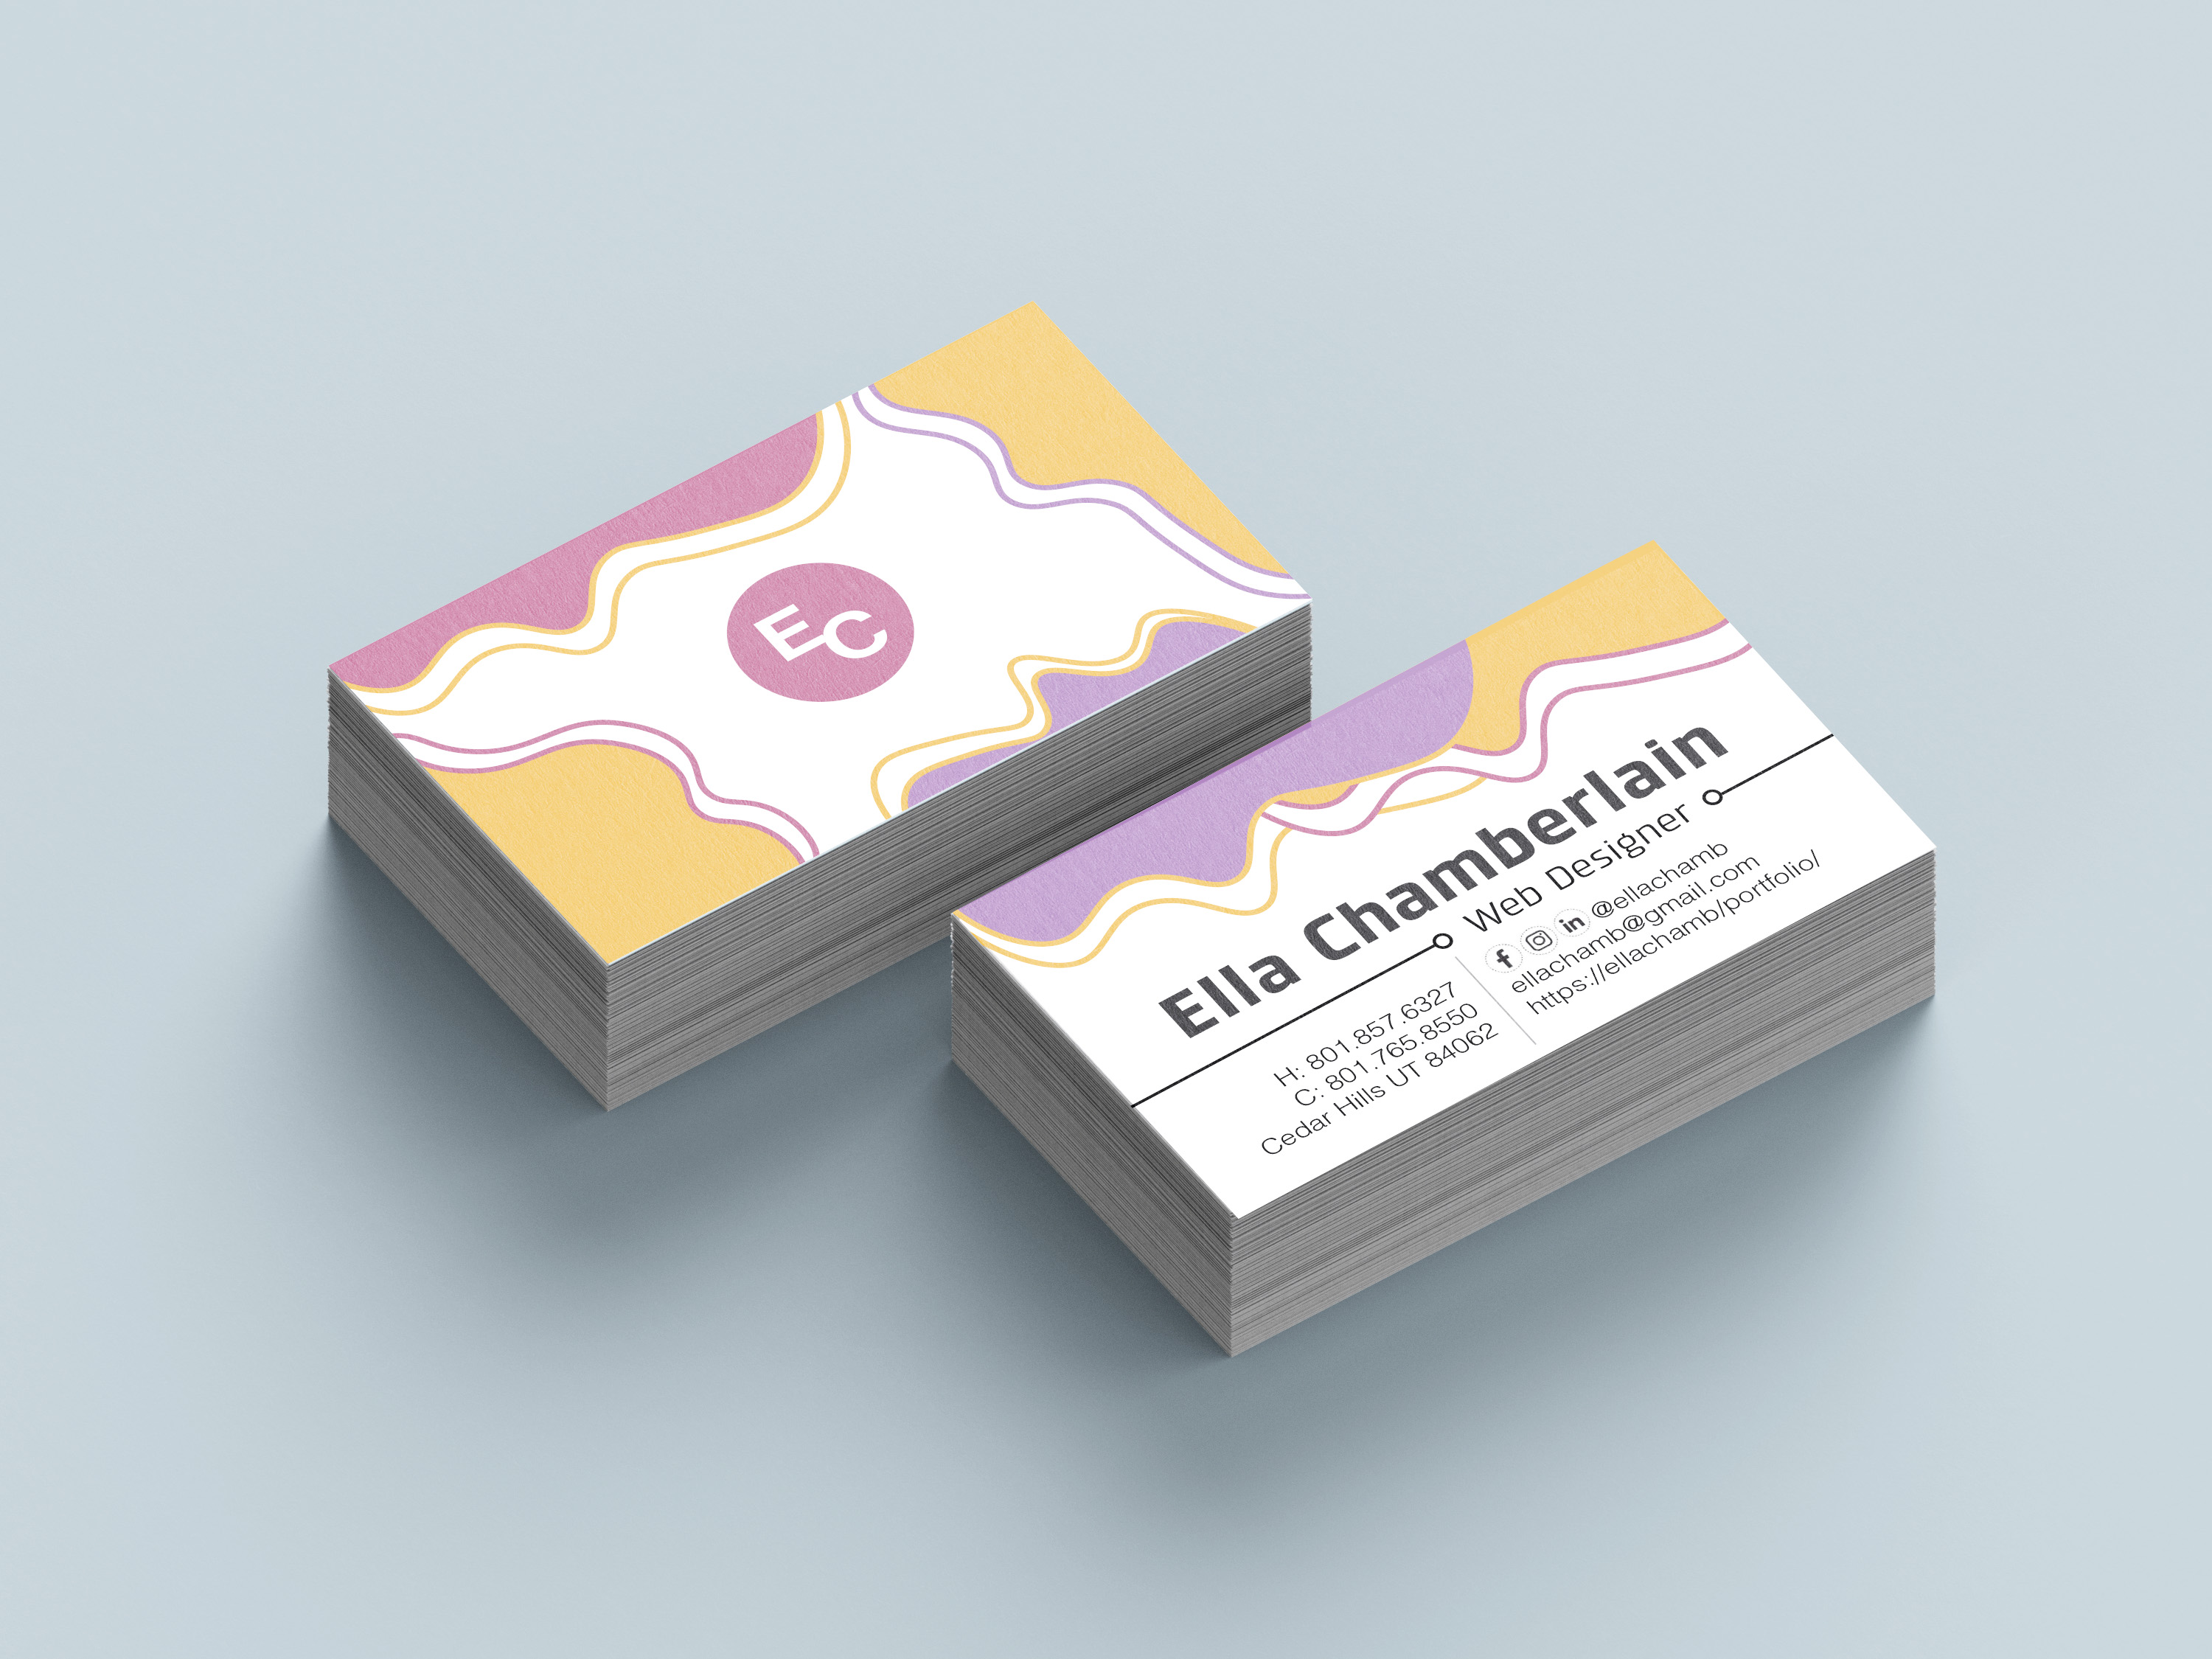 EC
Ella Chamberlain
Web Designer
H: 801.857.6327
C: 801.765.8550
Cedar Hills UT 84062
@ellachamb
ellachamb@gmail.com
https://ellachamb/portfolio/